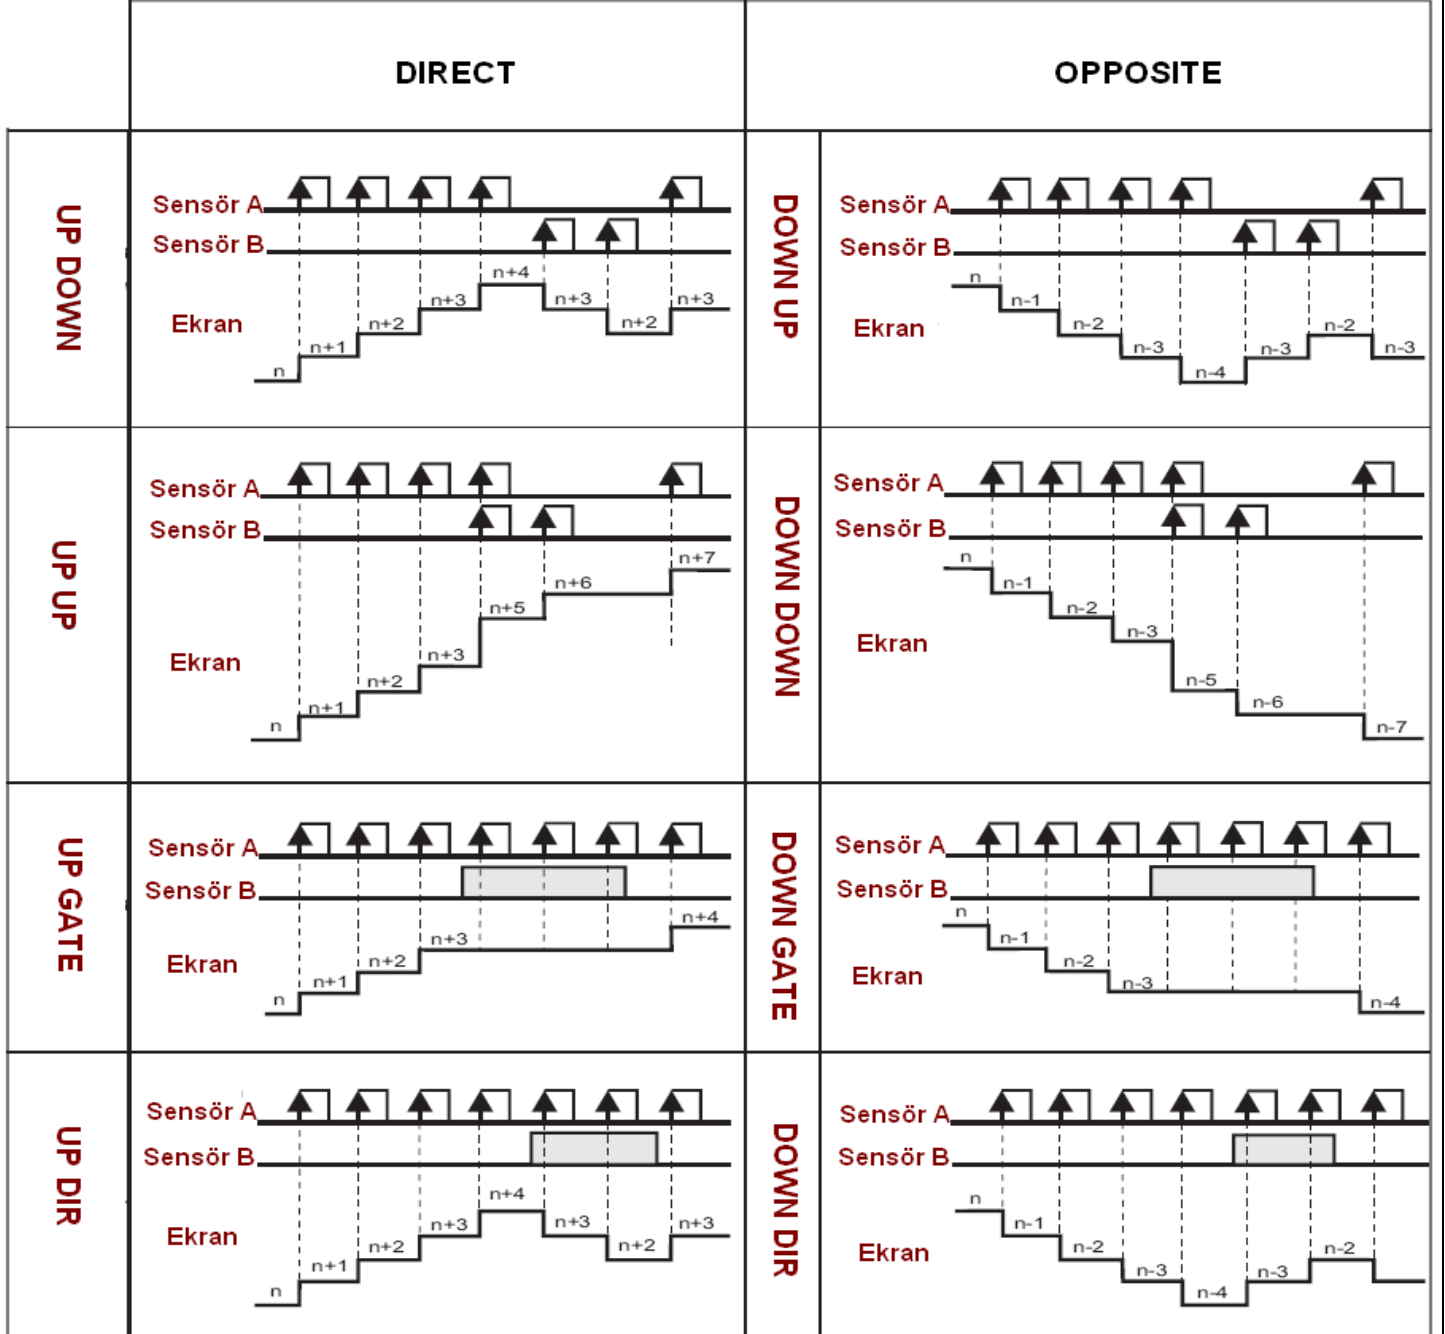 DIRECT
OPPOSITE
UP DOWN
Sensör A
Sensör B
Ekran
n
n+1
n+2
n+3
n+4
n+3
n+2
n+3
DOWN UP
Sensör A
Sensör B
Ekran
n
n-1
n-2
n-3
n-4
n-3
n-2
n-3
UP UP
Sensör A
Sensör B
Ekran
n
n+1
n+2
n+3
n+5
n+6
n+7
DOWN DOWN
Sensör A
Sensör B
Ekran
n
n-1
n-2
n-3
n-5
n-6
n-7
UP GATE
Sensör A
Sensör B
Ekran
n
n+1
n+2
n+3
n+4
DOWN GATE
Sensör A
Sensör B
Ekran
n
n-1
n-2
n-3
n-4
UP DIR
Sensör A
Sensör B
Ekran
n
n+1
n+2
n+3
n+4
n+3
n+2
n+3
DOWN DIR
Sensör A
Sensör B
Ekran
n
n-1
n-2
n-3
n-4
n-3
n-2